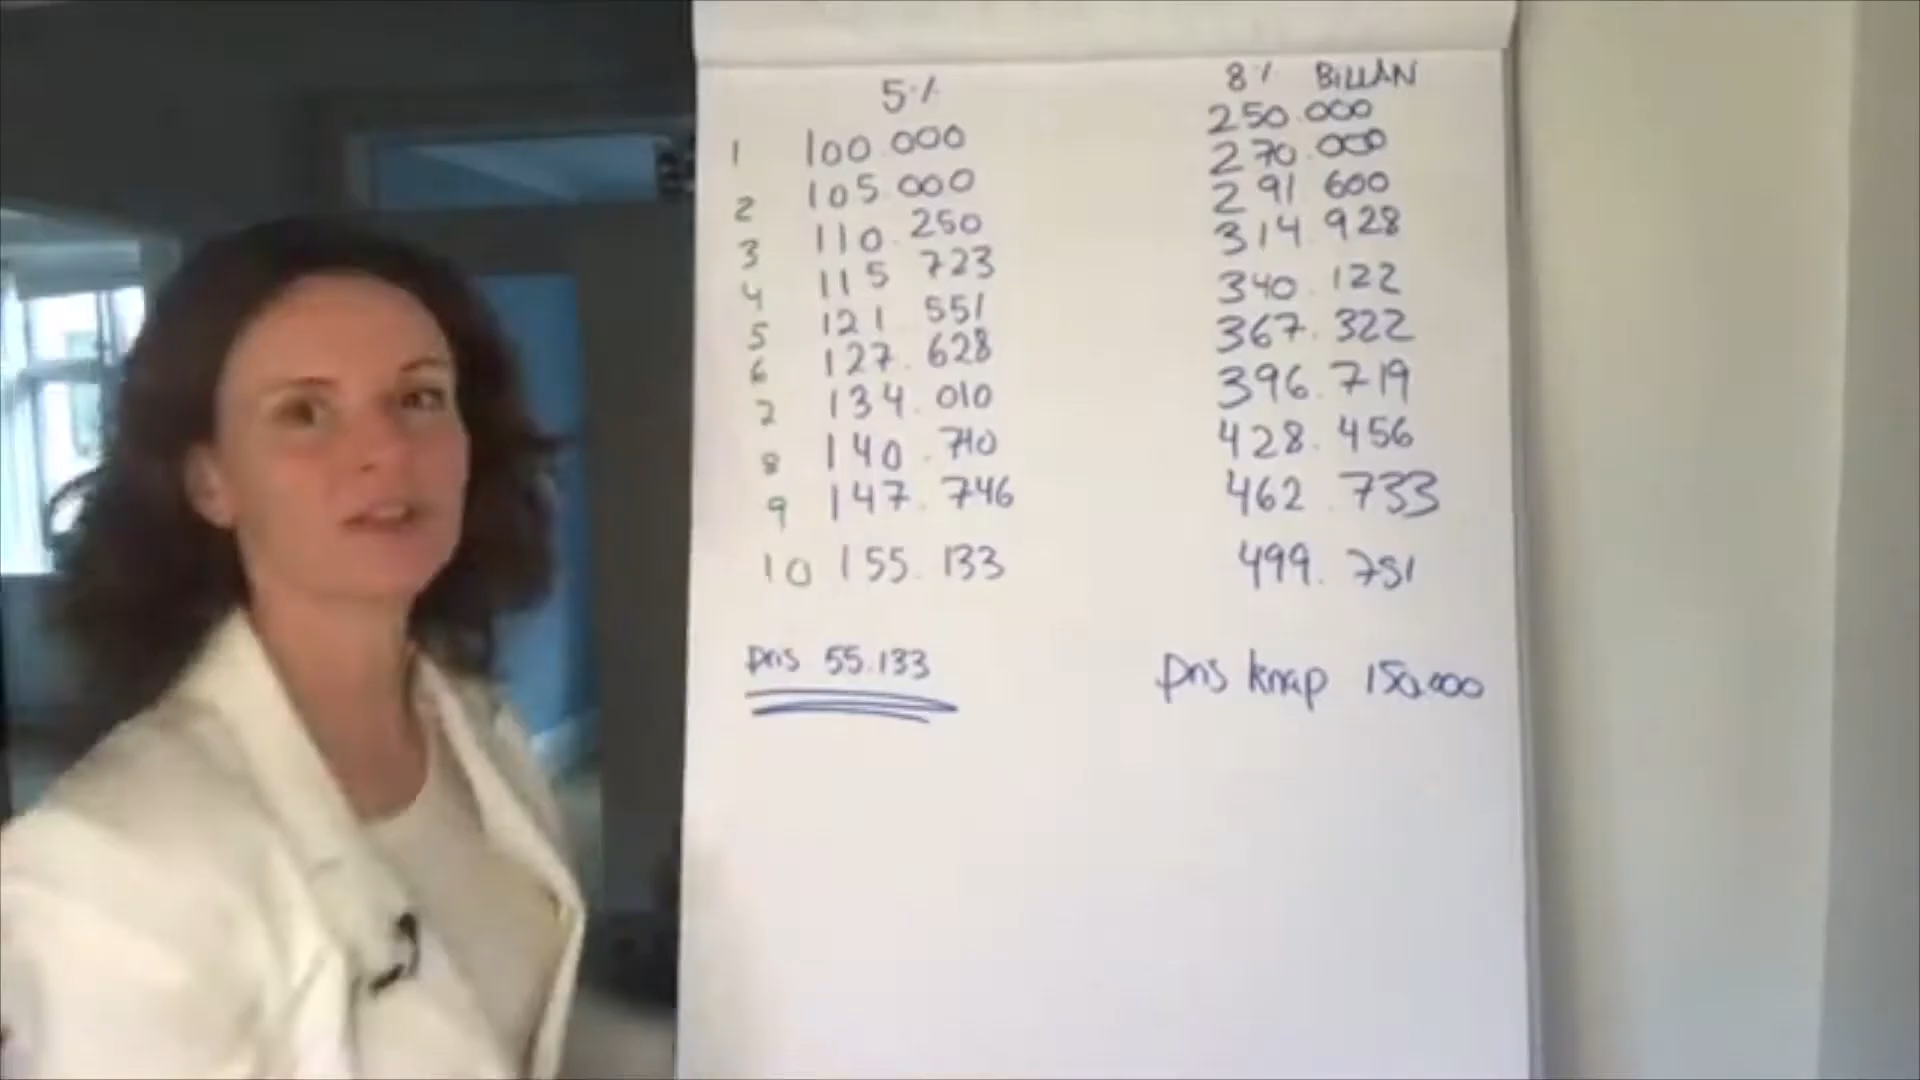 5% 8% BILLÅN
1 100.000 250.000
2 105.000 270.000
3 110.250 291 600
4 115 723 314.928
5 121 551 340.122
6 127.628 367.322
7 134.010 396.719
8 140.710 428.456
9 147.746 462.733
10 155.133 499.751
pris 55.133 pris knap 150.000